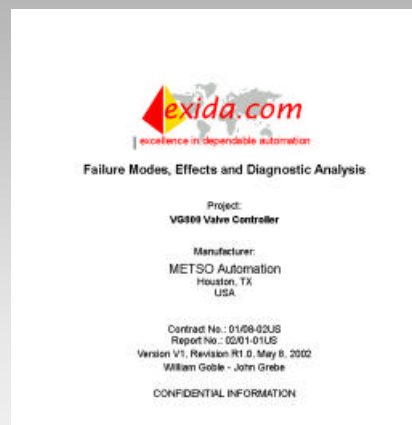 exida.com
excellence in dependable automation
Failure Modes, Effects and Diagnostic Analysis
Project:
VG800 Valve Controller
Manufacturer:
METSO Automation
Houston, TX
USA
Contract No.: 01/08-02US
Report No.: 02/01-01US
Version V1, Revision R1.0, May 8, 2002
William Goble - John Grebe
CONFIDENTIAL INFORMATION